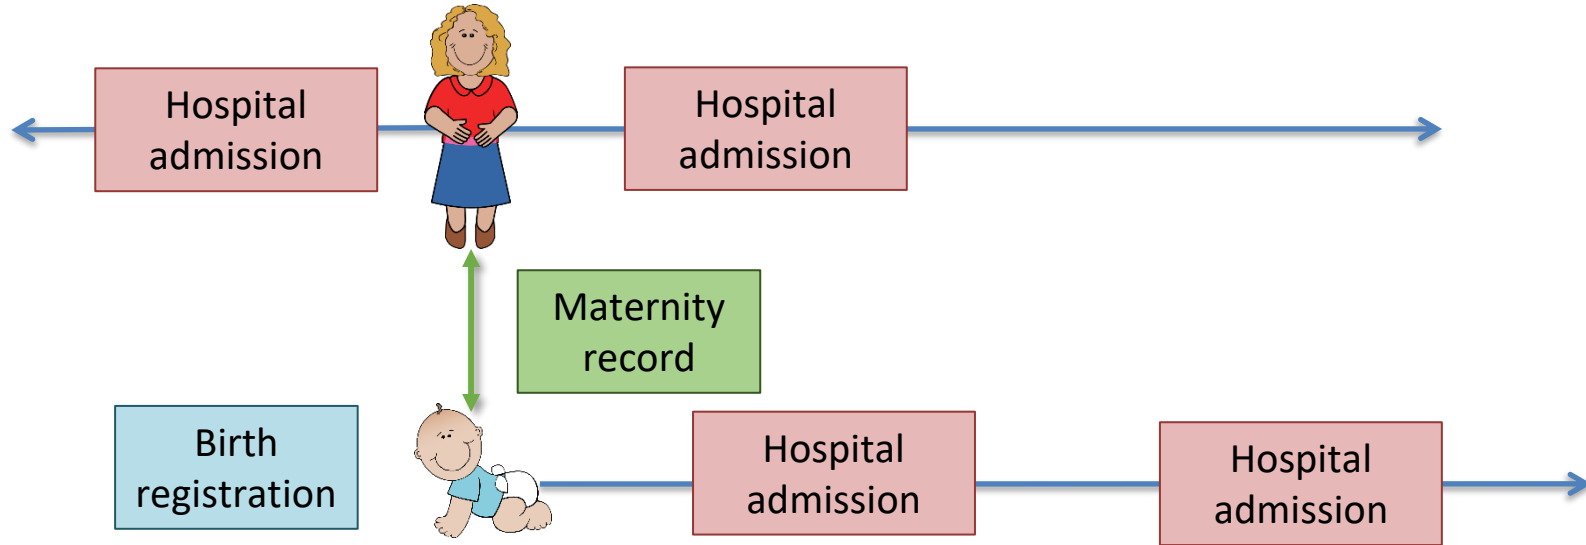 Hospital
admission
Hospital
admission
Maternity
record
Birth
registration
Hospital
admission
Hospital
admission